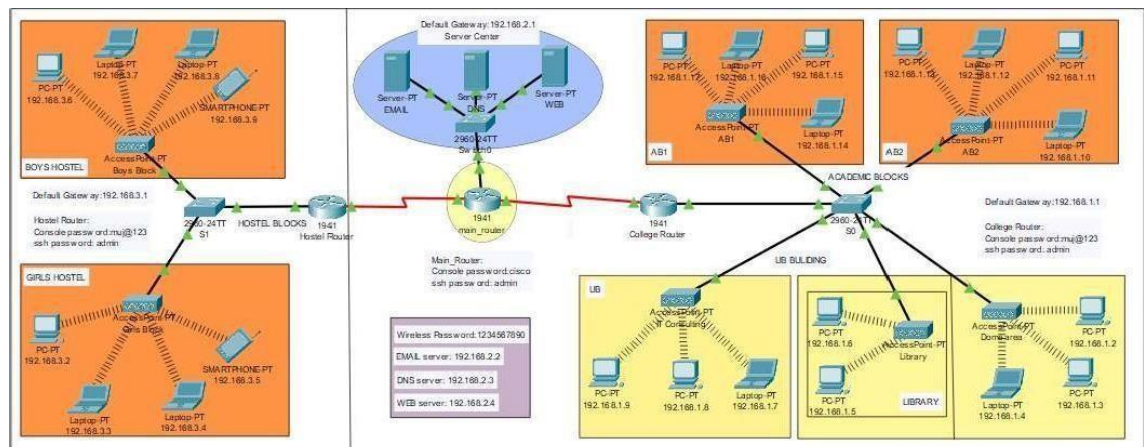 Laptop-PT
192.168.3.7
Laptop-PT
192.168.3.8
PC-PT
192.168.3.6
SMARTPHONE-PT
192.168.3.9
AccessPoint-PT
Boys Block
BOYS HOSTEL
Default Gateway:192.168.3.1
Hostel Router:
Console password:muj@123
ssh password: admin
2960-24TT
S1
HOSTEL BLOCKS
1941
Hostel Router
GIRLS HOSTEL
AccessPoint-PT
Girls Block
PC-PT
192.168.3.2
SMARTPHONE-PT
192.168.3.5
Laptop-PT
192.168.3.3
Laptop-PT
192.168.3.4
Default Gateway:192.168.2.1
Server Center
Server-PT
EMAIL
Server-PT
DNS
Server-PT
WEB
2960-24TT
Switch0
1941
main_router
Main_Router:
Console password:cisco
ssh password: admin
Wireless Password:1234567890
EMAIL server: 192.168.2.2
DNS server: 192.168.2.3
WEB server: 192.168.2.4
1941
College Router
PC-PT
192.168.1.17
Laptop-PT
192.168.1.16
PC-PT
192.168.1.15
AccessPoint-PT
AB1
Laptop-PT
192.168.1.14
AB1
PC-PT
192.168.1.13
Laptop-PT
192.168.1.12
PC-PT
192.168.1.11
AccessPoint-PT
AB2
Laptop-PT
192.168.1.10
AB2
ACADEMIC BLOCKS
2960-24TT
S0
Default Gateway:192.168.1.1
College Router:
Console password:muj@123
ssh password: admin
UB BULIDING
UB
AccessPoint-PT
IT Consulting
PC-PT
192.168.1.9
PC-PT
192.168.1.8
Laptop-PT
192.168.1.7
PC-PT
192.168.1.6
AccessPoint-PT
Library
PC-PT
192.168.1.5
LIBRARY
AccessPoint-PT
Dome area
PC-PT
192.168.1.2
Laptop-PT
192.168.1.4
PC-PT
192.168.1.3